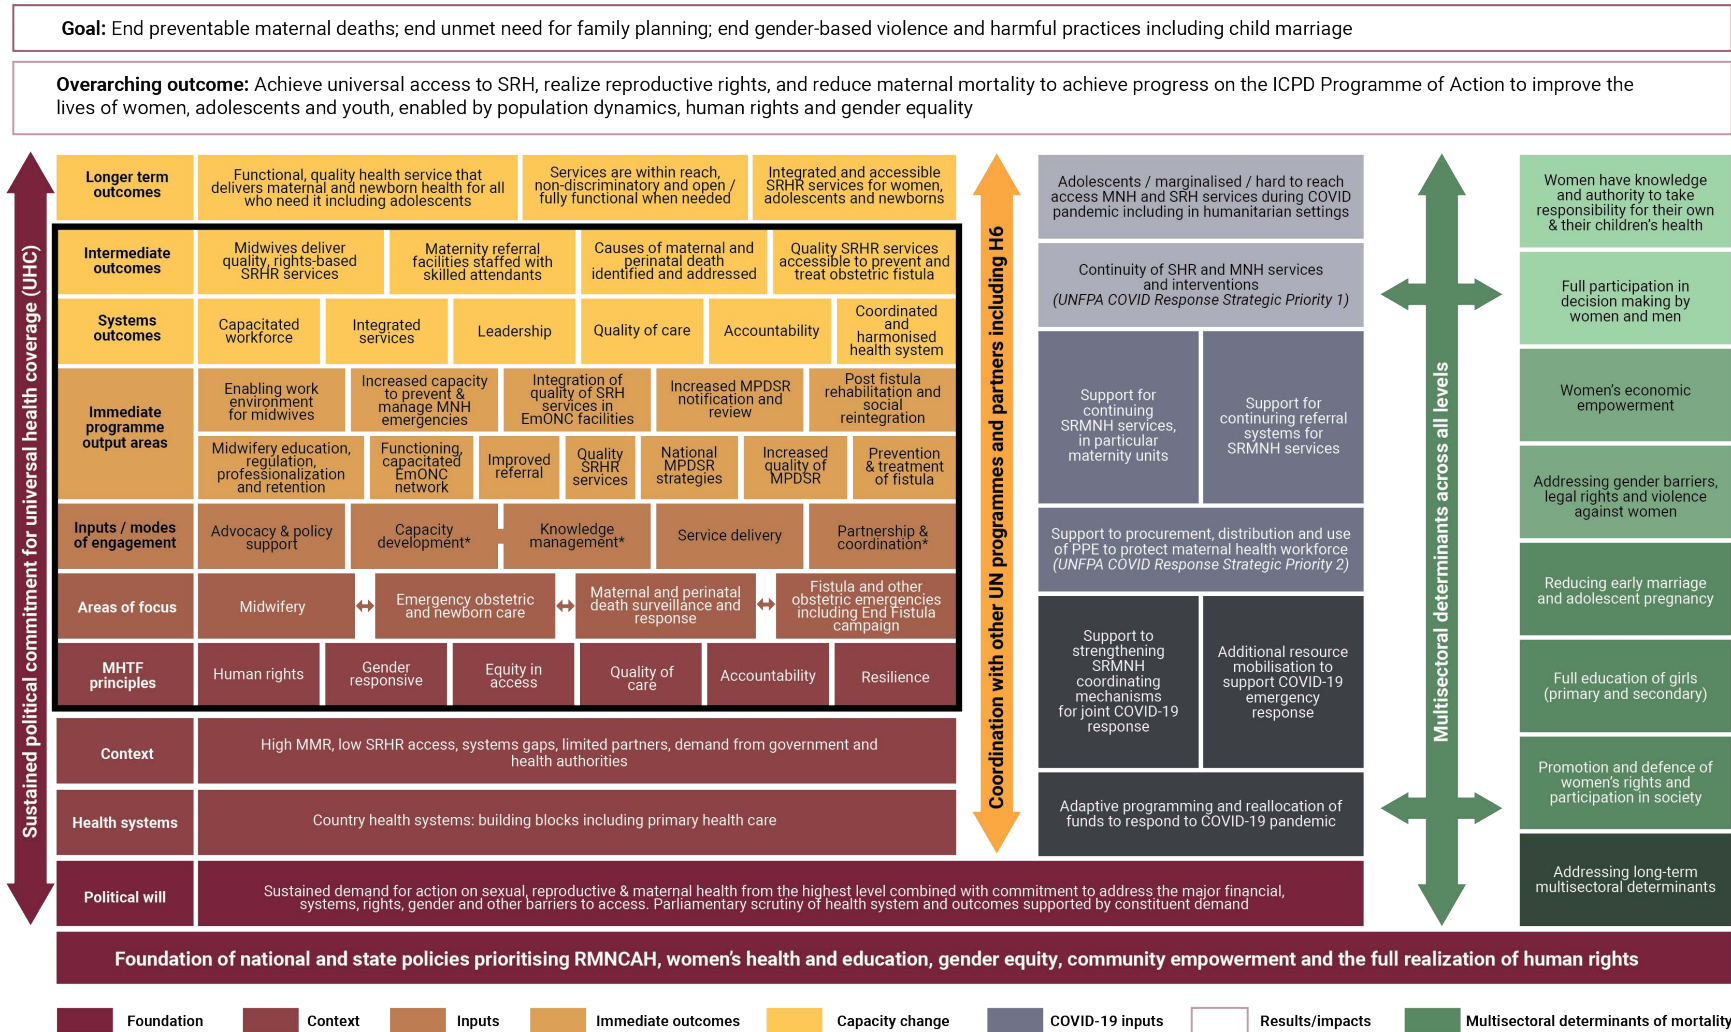 Goal: End preventable maternal deaths; end unmet need for family planning; end gender-based violence and harmful practices including child marriage
Overarching outcome: Achieve universal access to SRH, realize reproductive rights, and reduce maternal mortality to achieve progress on the ICPD Programme of Action to improve the
lives of women, adolescents and youth, enabled by population dynamics, human rights and gender equality
Sustained political commitment for universal health coverage (UHC)
Longer term
outcomes
Functional, quality health service that
delivers maternal and newborn health for all
who need it including adolescents
Services are within reach,
non-discriminatory and open /
fully functional when needed
Integrated and accessible
SRHR services for women,
adolescents and newborns
Intermediate
outcomes
Midwives deliver
quality, rights-based
SRHR services
Maternity referral
facilities staffed with
skilled attendants
Causes of maternal and
perinatal death
identified and addressed
Quality SRHR services
accessible to prevent and
treat obstetric fistula
Systems
outcomes
Capacitated
workforce
Integrated
services
Leadership
Quality of care
Accountability
Coordinated
and
harmonised
health system
Immediate
programme
output areas
Enabling work
environment
for midwives
Increased capacity
to prevent &
manage MNH
emergencies
Integration of
quality of SRH
services in
EmONC facilities
Increased MPDSR
notification and
review
Post fistula
rehabilitation and
social
reintegration
Midwifery education,
regulation,
professionalization
and retention
Functioning,
capacitated
EmONC
network
Improved
referral
Quality
SRHR
services
National
MPDSR
strategies
Increased
quality of
MPDSR
Prevention
& treatment
of fistula
Inputs / modes
of engagement
Advocacy & policy
support
Capacity
development*
Knowledge
management*
Service delivery
Partnership &
coordination*
Areas of focus
Midwifery
Emergency obstetric
and newborn care
Maternal and perinatal
death surveillance and
response
Fistula and other
obstetric emergencies
including End Fistula
campaign
MHTF
principles
Human rights
Gender
responsive
Equity in
access
Quality of
care
Accountability
Resilience
Context
High MMR, low SRHR access, systems gaps, limited partners, demand from government and
health authorities
Health systems
Country health systems: building blocks including primary health care
Political will
Sustained demand for action on sexual, reproductive & maternal health from the highest level combined with commitment to address the major financial,
systems, rights, gender and other barriers to access. Parliamentary scrutiny of health system and outcomes supported by constituent demand
Coordination with other UN programmes and partners including H6
Adolescents / marginalised / hard to reach
access MNH and SRH services during COVID
pandemic including in humanitarian settings
Continuity of SHR and MNH services
and interventions
(UNFPA COVID Response Strategic Priority 1)
Support for
continuing
SRMNH services,
in particular
maternity units
Support for
continuing referral
systems for
SRMNH services
Support to procurement, distribution and use
of PPE to protect maternal health workforce
(UNFPA COVID Response Strategic Priority 2)
Support to
strengthening
SRMNH
coordinating
mechanisms
for joint COVID-19
response
Additional resource
mobilisation to
support COVID-19
emergency
response
Adaptive programming and reallocation of
funds to respond to COVID-19 pandemic
Multisectoral determinants across all levels
Women have knowledge
and authority to take
responsibility for their own
& their children's health
Full participation in
decision making by
women and men
Women's economic
empowerment
Addressing gender barriers,
legal rights and violence
against women
Reducing early marriage
and adolescent pregnancy
Full education of girls
(primary and secondary)
Promotion and defence of
women's rights and
participation in society
Addressing long-term
multisectoral determinants
Foundation of national and state policies prioritising RMNCAH, women's health and education, gender equity, community empowerment and the full realization of human rights
Foundation
Context
Inputs
Immediate outcomes
Capacity change
COVID-19 inputs
Results/impacts
Multisectoral determinants of mortality